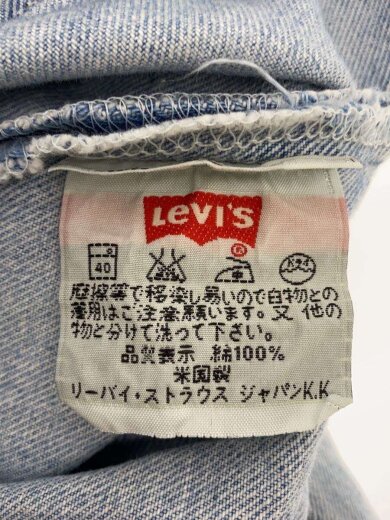 LEVI'S
40
摩擦等で移染し易いので白物との
着用はご注意願います。又 他の
物と分けて洗って下さい。
品質表示 綿100%
米国製
リーバイ・ストラウス ジャパンK.K